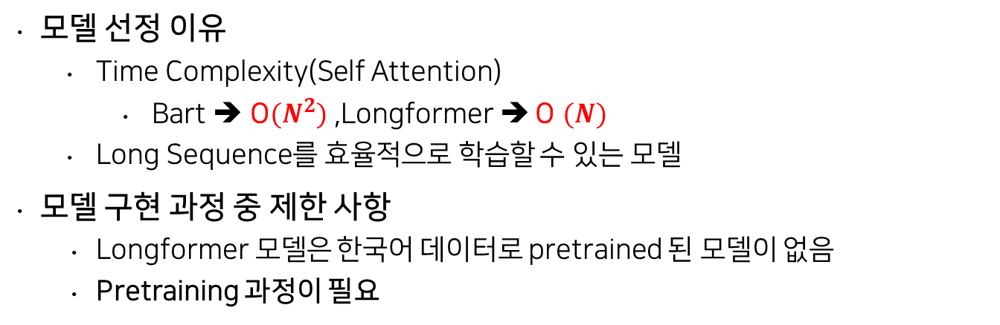 • 모델 선정 이유
• Time Complexity(Self Attention)
• Bart ➔ O(N²) ,Longformer ➔ O (N)
• Long Sequence를 효율적으로 학습할 수 있는 모델
• 모델 구현 과정 중 제한 사항
• Longformer 모델은 한국어 데이터로 pretrained 된 모델이 없음
• Pretraining 과정이 필요